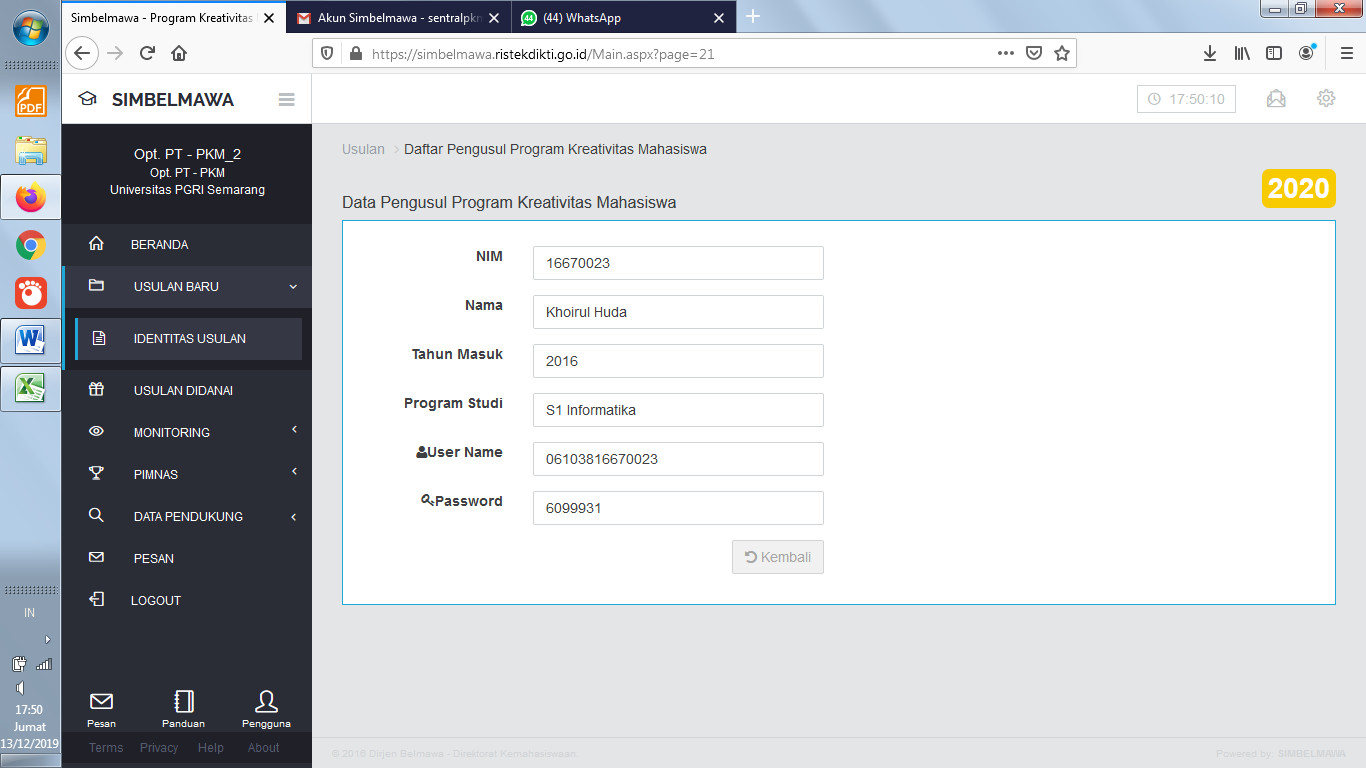 Simbelmawa - Program Kreativitas
Akun Simbelmawa - sentralpkn
(44) WhatsApp
https://simbelmawa.ristekdikti.go.id/Main.aspx?page=21
SIMBELMAWA
17:50:10
Opt. PT - PKM_2
Opt. PT - PKM
Universitas PGRI Semarang
BERANDA
USULAN BARU
IDENTITAS USULAN
USULAN DIDANAI
MONITORING
PIMNAS
DATA PENDUKUNG
PESAN
LOGOUT
Pesan Panduan Pengguna
Terms Privacy Help About
Usulan > Daftar Pengusul Program Kreativitas Mahasiswa
2020
Data Pengusul Program Kreativitas Mahasiswa
NIM 16670023
Nama Khoirul Huda
Tahun Masuk 2016
Program Studi S1 Informatika
User Name 06103816670023
Password 6099931
Kembali
© 2016 Dirjen Belmawa - Direktorat Kemahasiswaan
Powered by: SIMBELMAWA
PDF
IN
17:50
Jumat
13/12/2019